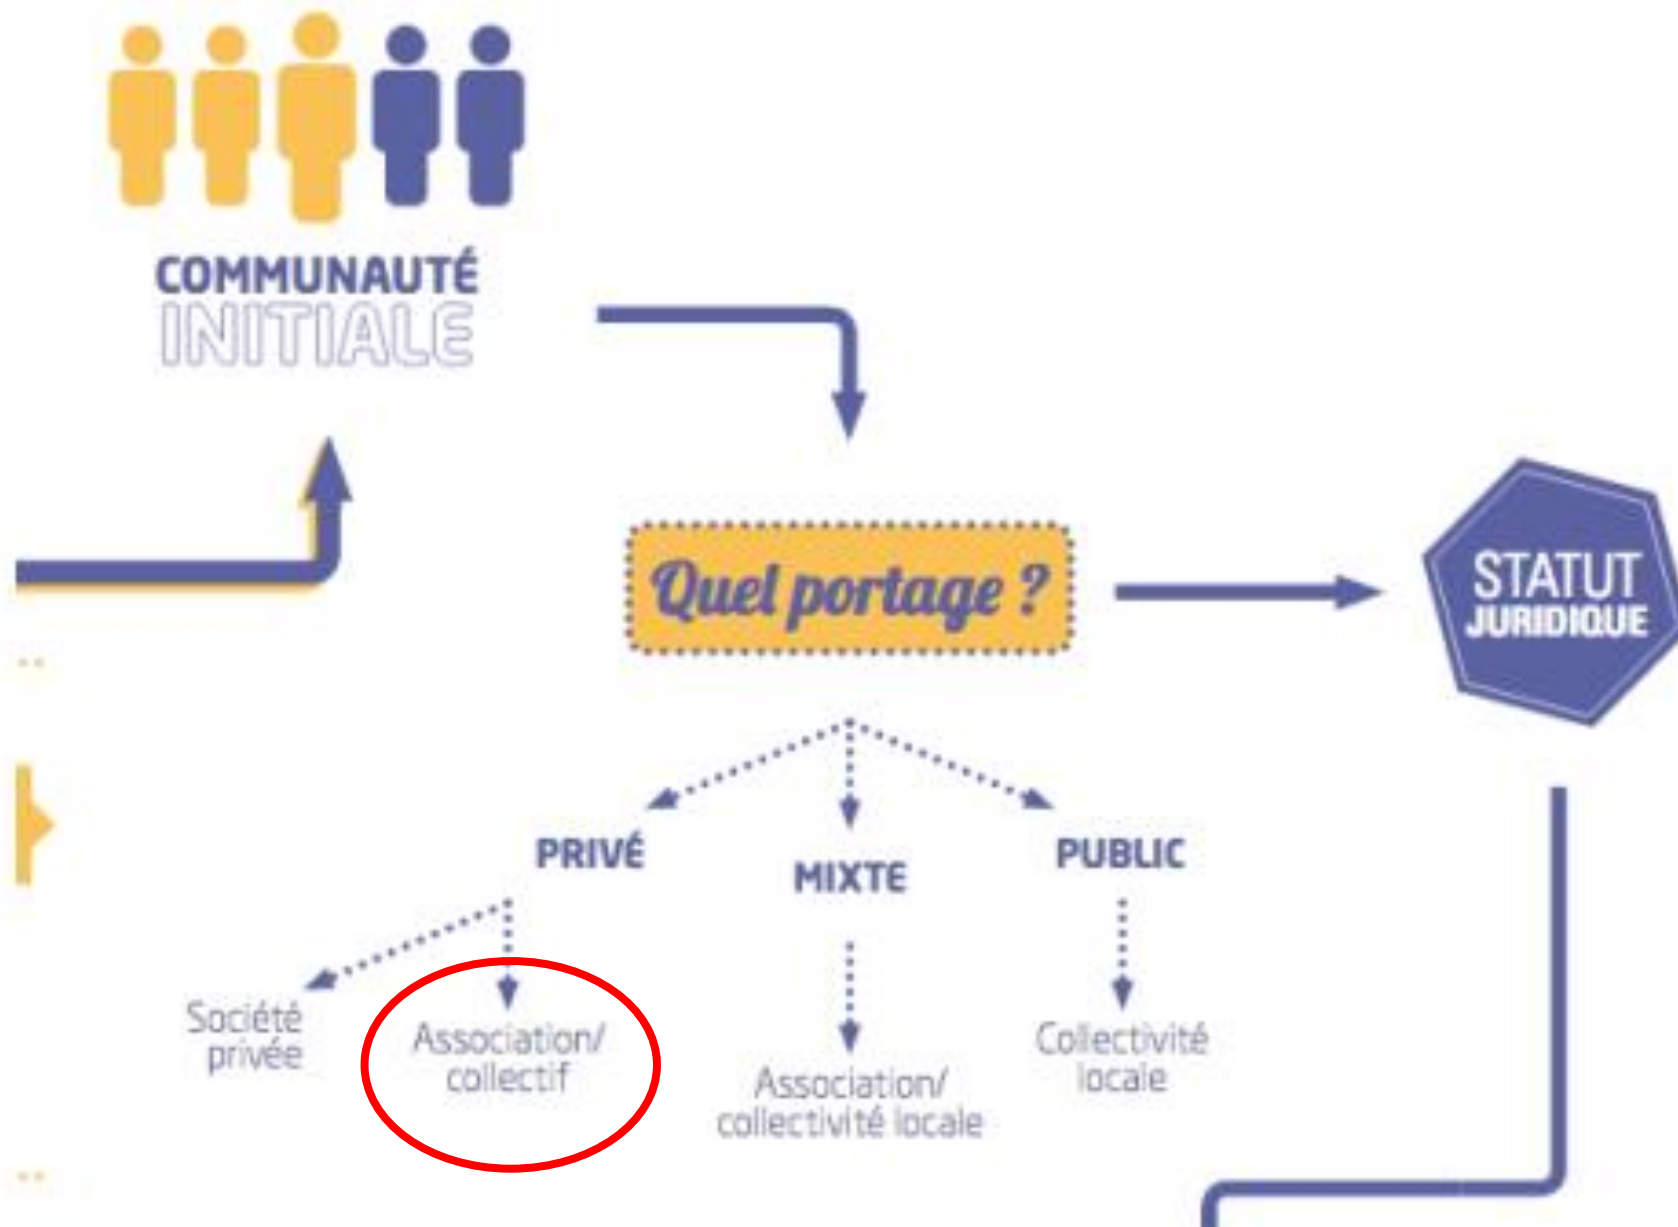 COMMUNAUTÉ
INITIALE
Quel portage ?
STATUT
JURIDIQUE
PRIVÉ
MIXTE
PUBLIC
Société
privée
Association/
collectif
Association/
collectivité locale
Collectivité
locale